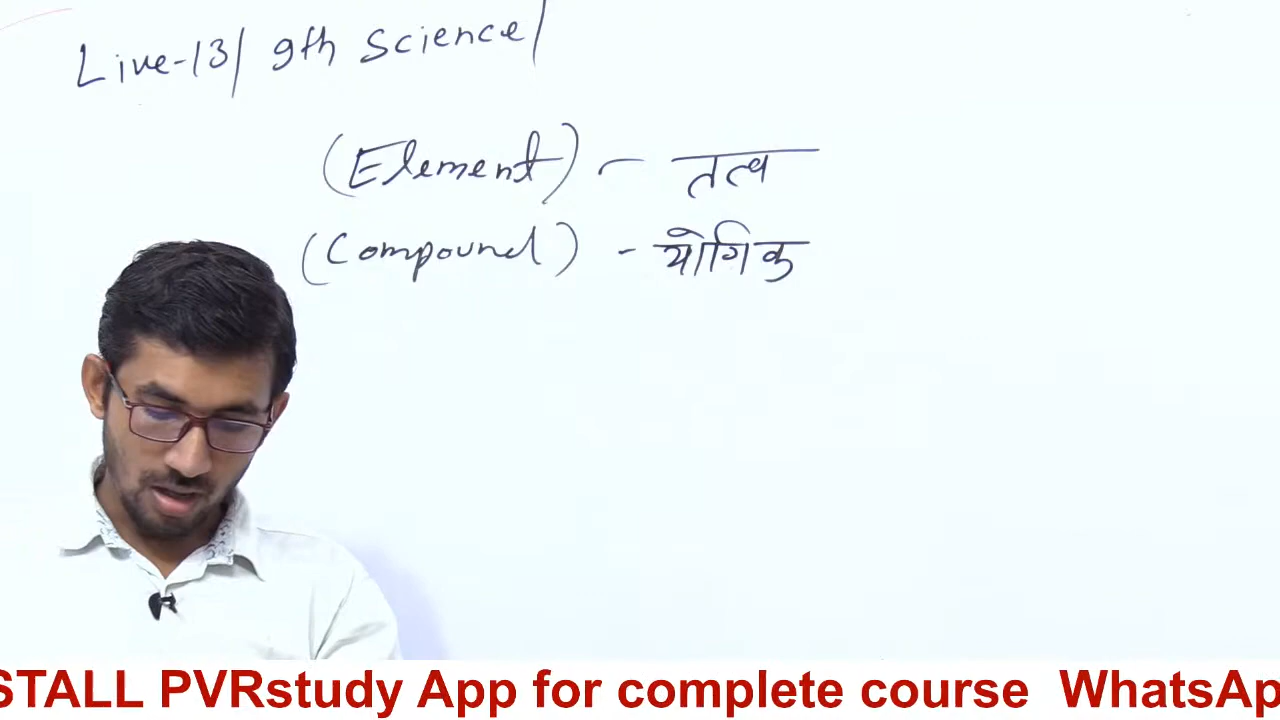 Live-13/ 9th Science/
(Element) - तत्व
(Compound) - योगिक
STALL PVRstudy App for complete course WhatsAp